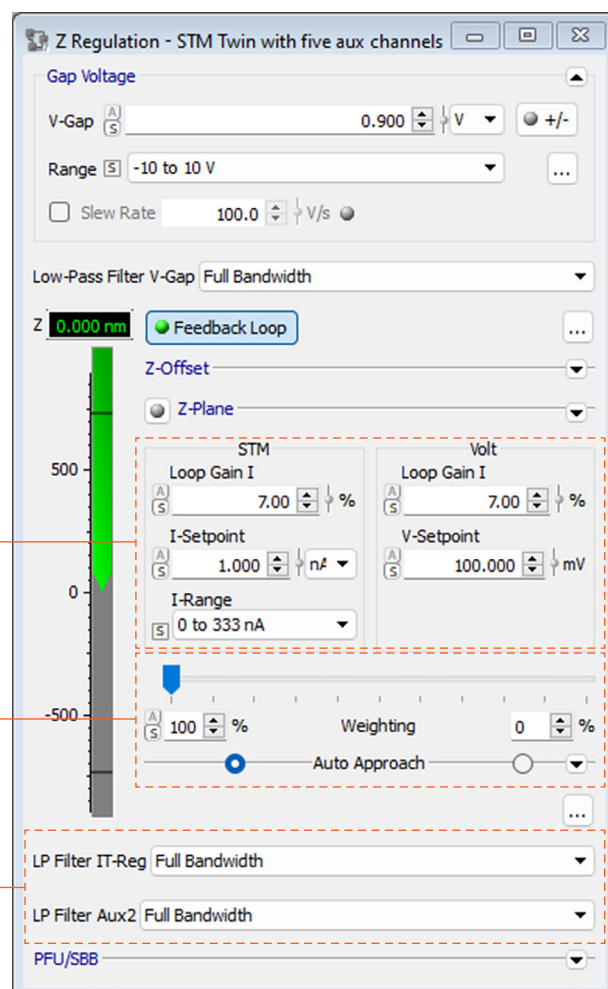 Z Regulation - STM Twin with five aux channels
Gap Voltage
V-Gap A S 0.900 V +/-
Range S -10 to 10 V ...
Slew Rate 100.0 V/s
Low-Pass Filter V-Gap Full Bandwidth
Z 0.000 nm Feedback Loop ...
Z-Offset
Z-Plane
STM Volt
Loop Gain I Loop Gain I
500 A S 7.00 % A S 7.00 %
I-Setpoint V-Setpoint
A S 1.000 nA A S 100.000 mV
0 I-Range
S 0 to 333 nA
-500 A S 100 % Weighting 0 %
Auto Approach
...
LP Filter IT-Reg Full Bandwidth
LP Filter Aux2 Full Bandwidth
PFU/SBB